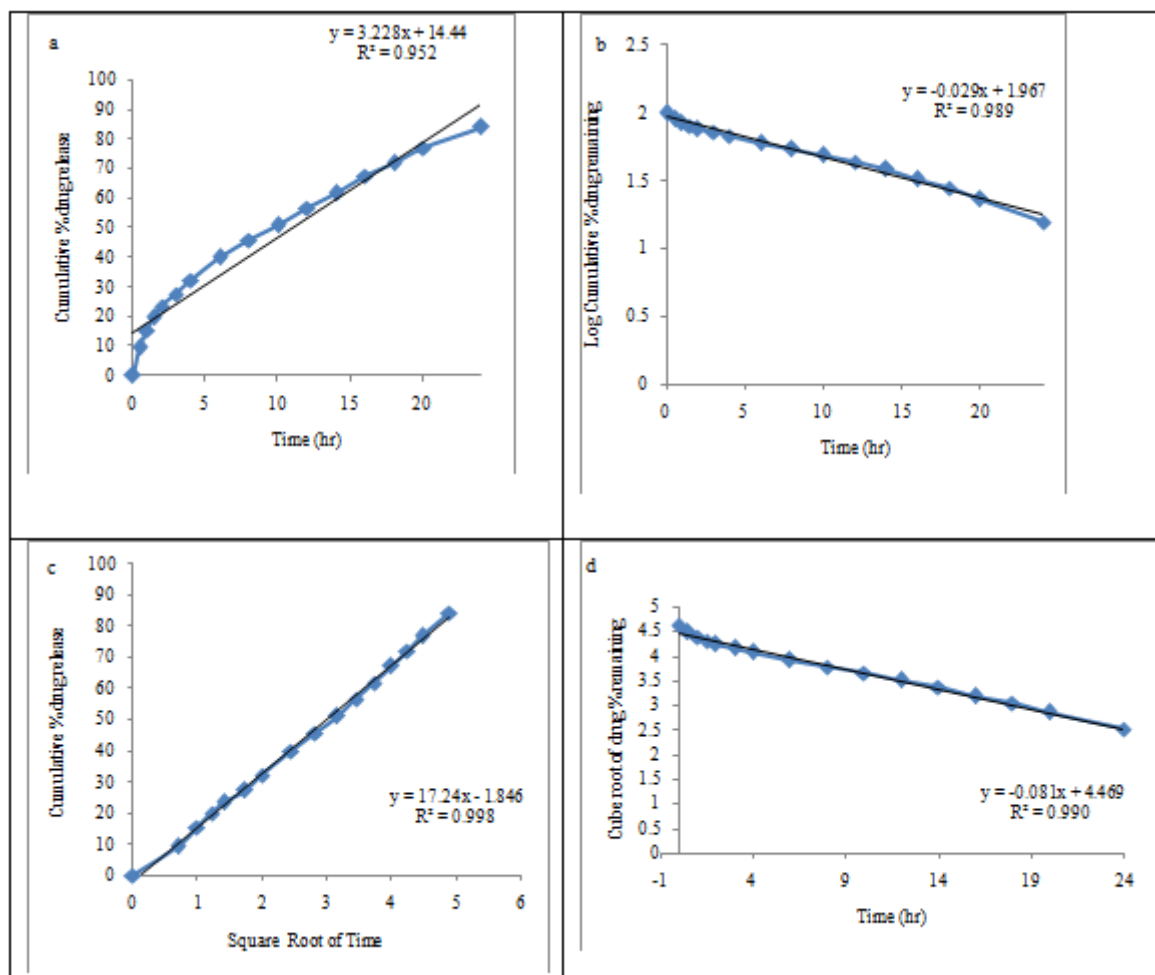 a
y = 3.228x + 14.44
R² = 0.952
100
90
80
70
60
50
40
30
20
10
0
0 5 10 15 20
Cumulative % drug release
Time (hr)
b
y = -0.029x + 1.967
R² = 0.989
2.5
2
1.5
1
0.5
0
0 5 10 15 20
Log Cumulative % drug remaining
Time (hr)
c
100
90
80
70
60
50
40
30
20
10
0
0 1 2 3 4 5 6
y = 17.24x - 1.846
R² = 0.998
Cumulative % drug release
Square Root of Time
d
5
4.5
4
3.5
3
2.5
2
1.5
1
0.5
0
-1 4 9 14 19 24
y = -0.081x + 4.469
R² = 0.990
Cube root of drug % remaining
Time (hr)